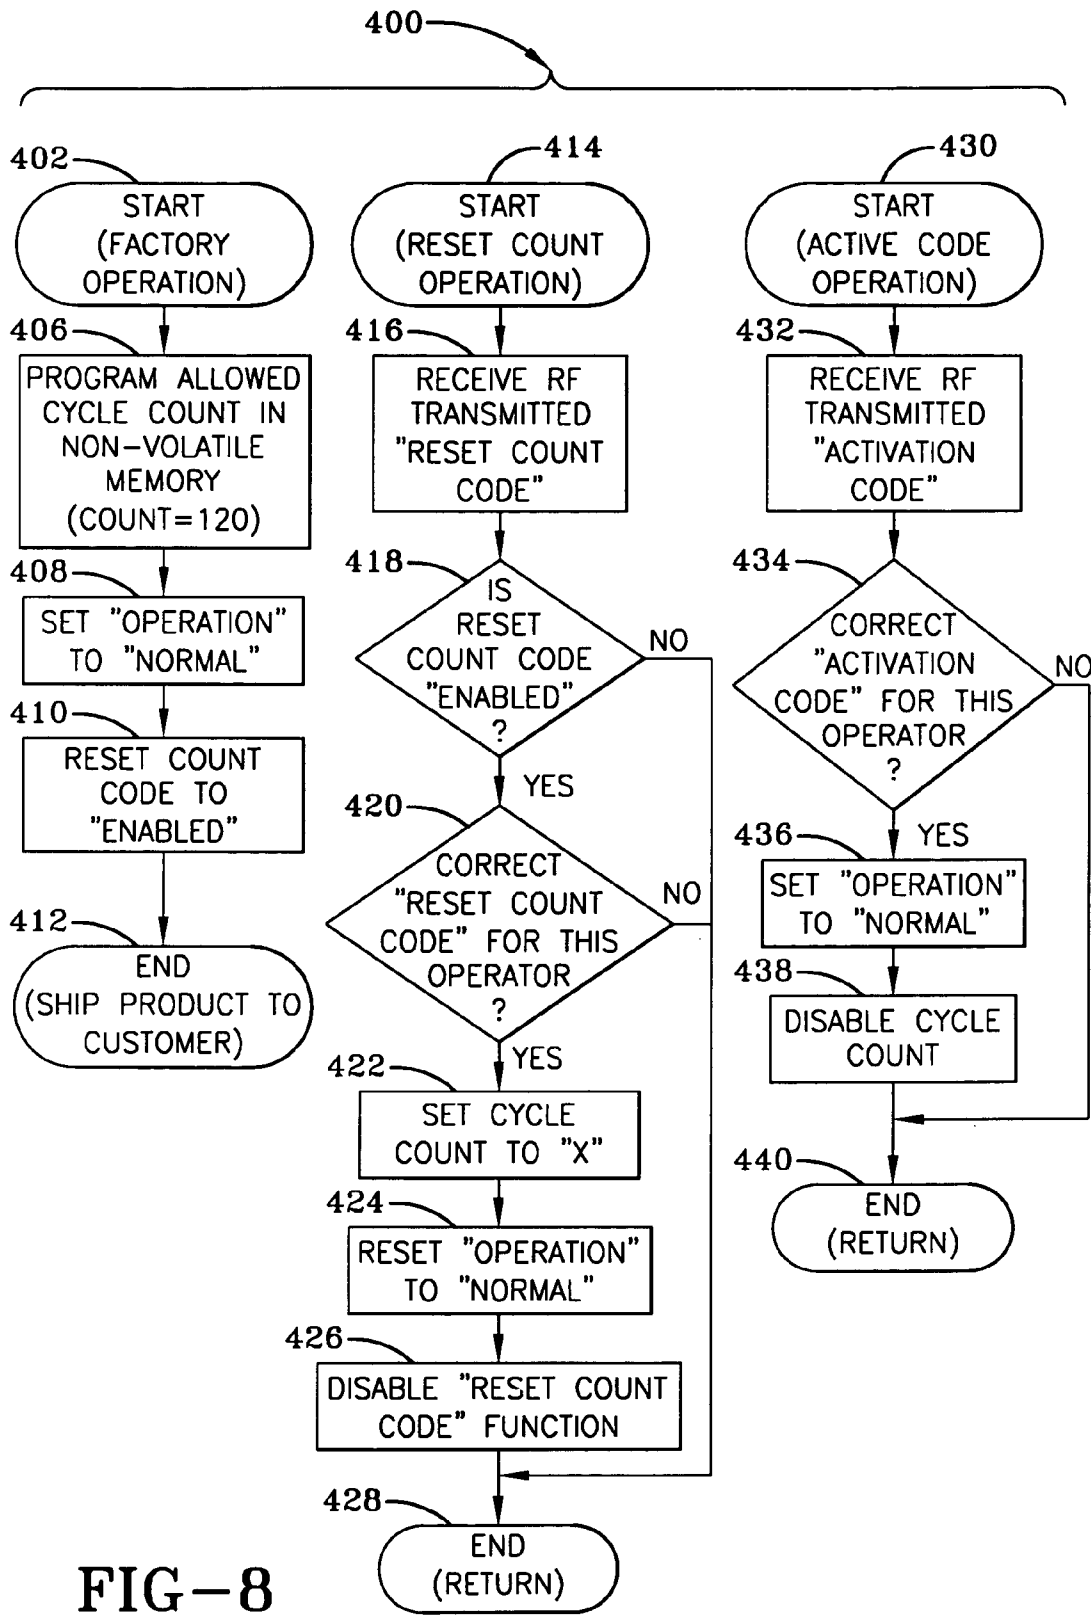 400
402
START
(FACTORY
OPERATION)
406
PROGRAM ALLOWED
CYCLE COUNT IN
NON-VOLATILE
MEMORY
(COUNT=120)
408
SET "OPERATION"
TO "NORMAL"
410
RESET COUNT
CODE TO
"ENABLED"
412
END
(SHIP PRODUCT TO
CUSTOMER)
414
START
(RESET COUNT
OPERATION)
416
RECEIVE RF
TRANSMITTED
"RESET COUNT
CODE"
418
IS
RESET
COUNT CODE
"ENABLED"
?
NO
YES
420
CORRECT
"RESET COUNT
CODE" FOR THIS
OPERATOR
?
NO
YES
422
SET CYCLE
COUNT TO "X"
424
RESET "OPERATION"
TO "NORMAL"
426
DISABLE "RESET COUNT
CODE" FUNCTION
428
END
(RETURN)
430
START
(ACTIVE CODE
OPERATION)
432
RECEIVE RF
TRANSMITTED
"ACTIVATION
CODE"
434
CORRECT
"ACTIVATION
CODE" FOR THIS
OPERATOR
?
NO
YES
436
SET "OPERATION"
TO "NORMAL"
438
DISABLE CYCLE
COUNT
440
END
(RETURN)
FIG-8